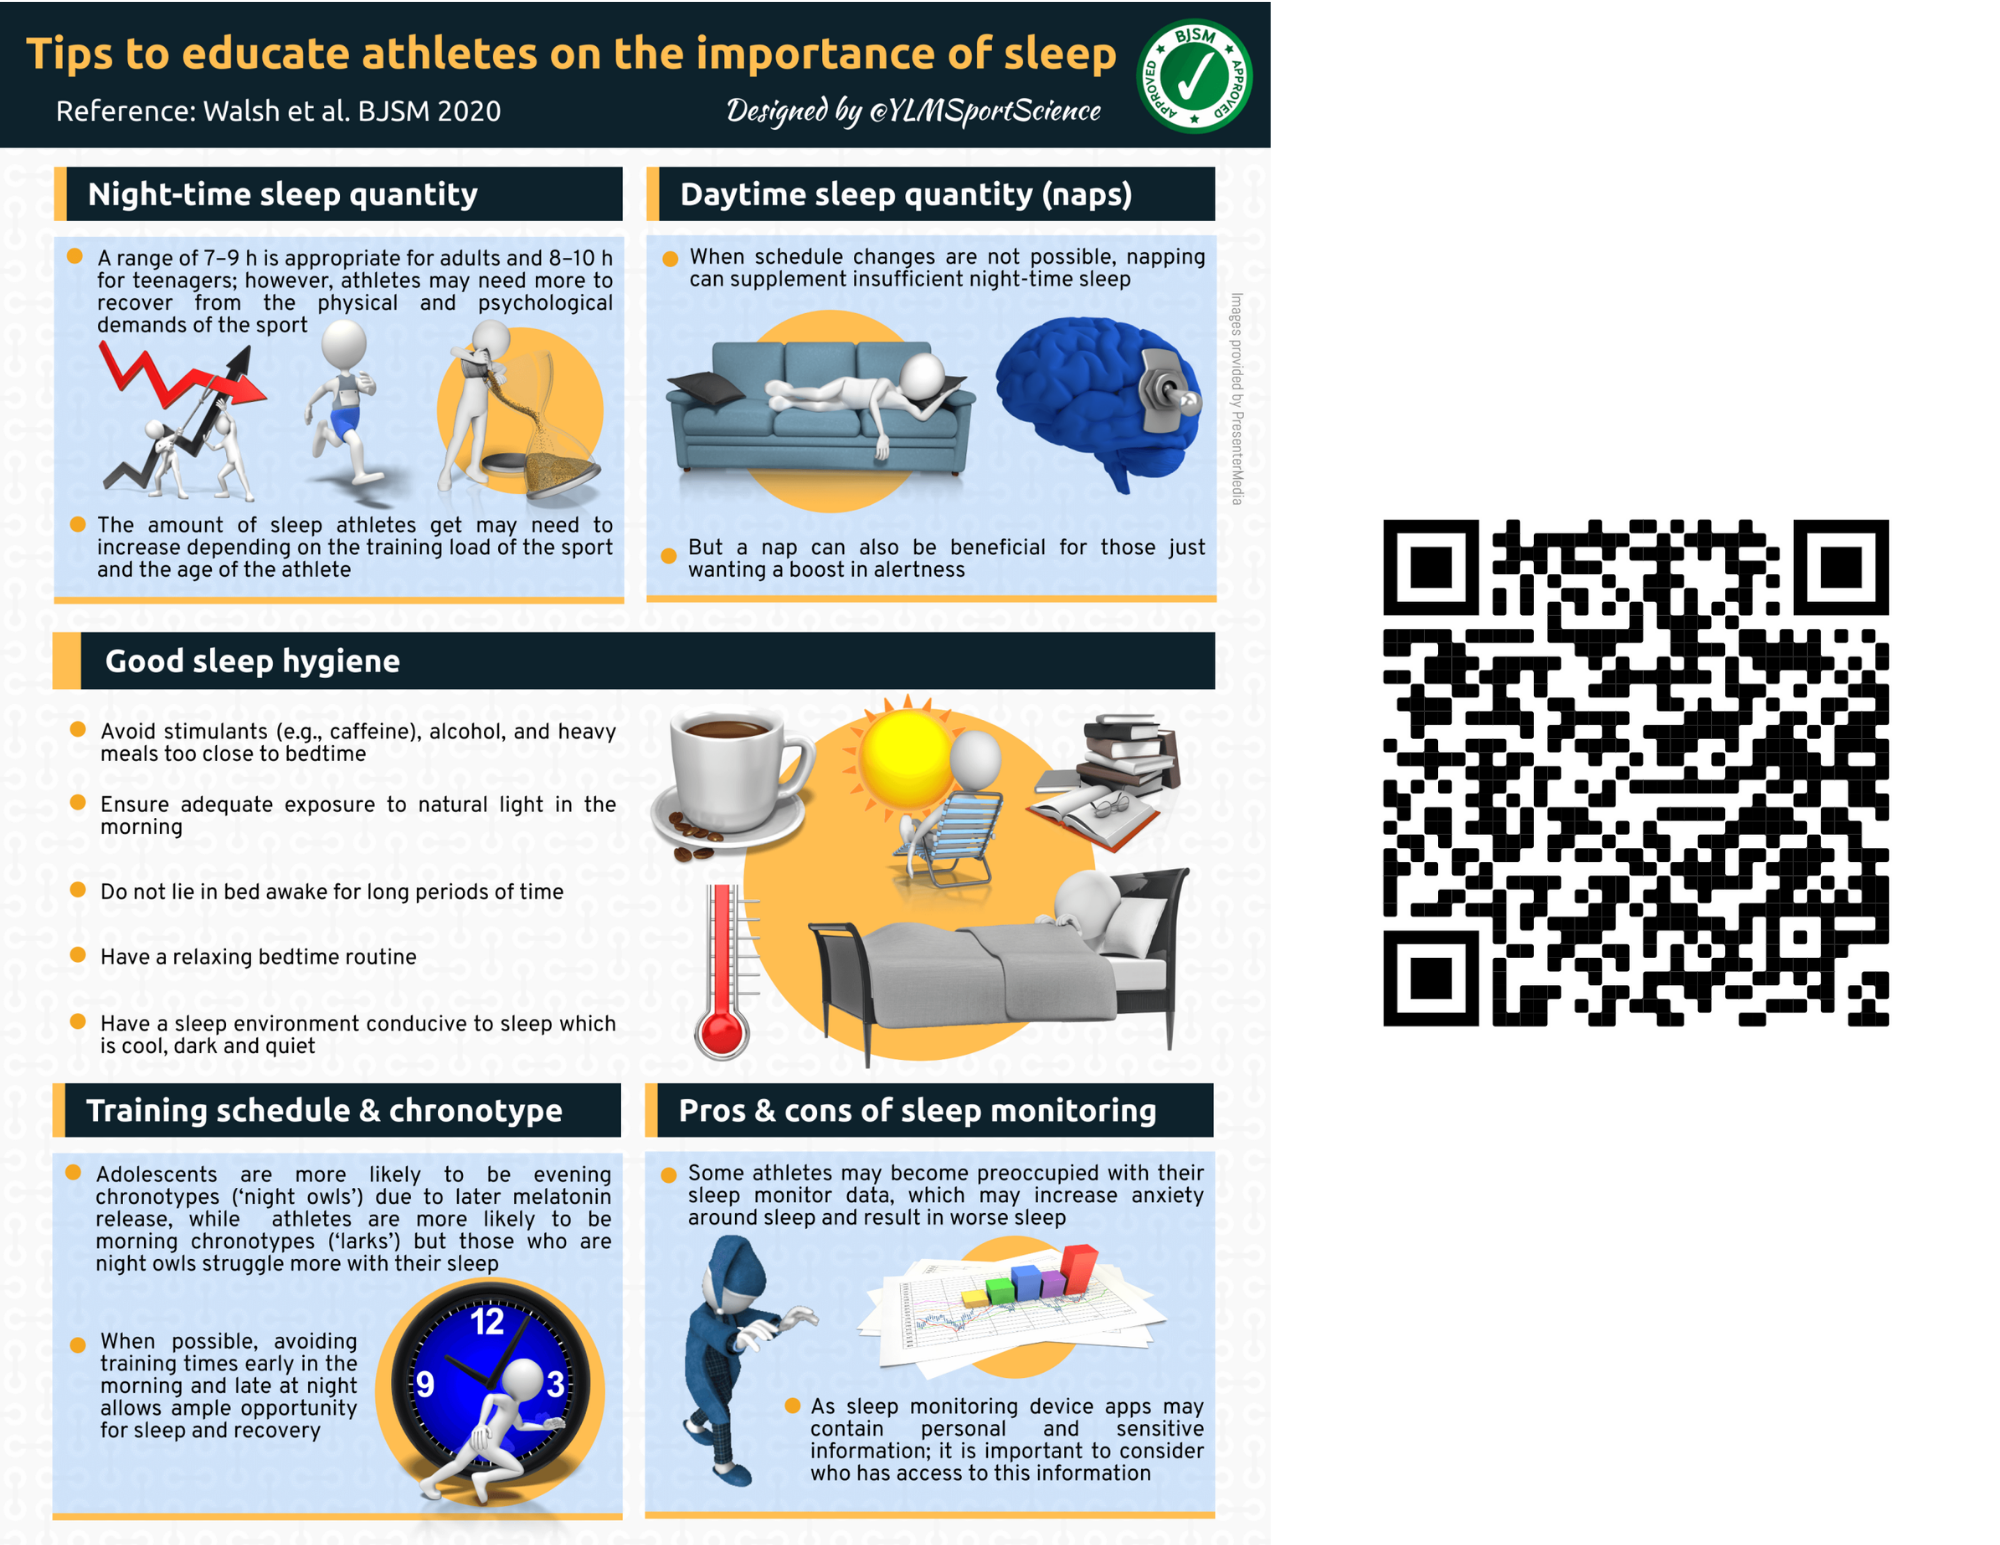 Tips to educate athletes on the importance of sleep
Reference: Walsh et al. BJSM 2020
Designed by @YLMSportScience
BJSM
APPROVED
APPROVED
Night-time sleep quantity
A range of 7–9 h is appropriate for adults and 8–10 h
for teenagers; however, athletes may need more to
recover from the physical and psychological
demands of the sport
The amount of sleep athletes get may need to
increase depending on the training load of the sport
and the age of the athlete
Daytime sleep quantity (naps)
When schedule changes are not possible, napping
can supplement insufficient night-time sleep
But a nap can also be beneficial for those just
wanting a boost in alertness
Images provided by PresenterMedia
Good sleep hygiene
Avoid stimulants (e.g., caffeine), alcohol, and heavy
meals too close to bedtime
Ensure adequate exposure to natural light in the
morning
Do not lie in bed awake for long periods of time
Have a relaxing bedtime routine
Have a sleep environment conducive to sleep which
is cool, dark and quiet
Training schedule & chronotype
Adolescents are more likely to be evening
chronotypes (‘night owls’) due to later melatonin
release, while athletes are more likely to be
morning chronotypes (‘larks’) but those who are
night owls struggle more with their sleep
When possible, avoiding
training times early in the
morning and late at night
allows ample opportunity
for sleep and recovery
12
9
3
Pros & cons of sleep monitoring
Some athletes may become preoccupied with their
sleep monitor data, which may increase anxiety
around sleep and result in worse sleep
As sleep monitoring device apps may
contain personal and sensitive
information; it is important to consider
who has access to this information